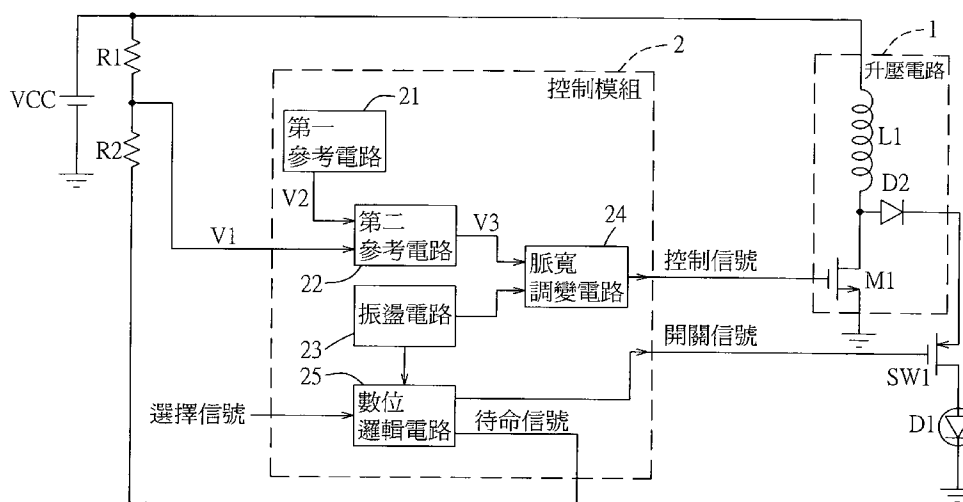 R1
VCC
R2
2
控制模組
21
第一
參考電路
V2
V1
第二
參考電路
22
V3
24
脈寬
調變電路
振盪電路
23
25
數位
邏輯電路
選擇信號
待命信號
控制信號
開關信號
1
升壓電路
L1
D2
M1
SW1
D1